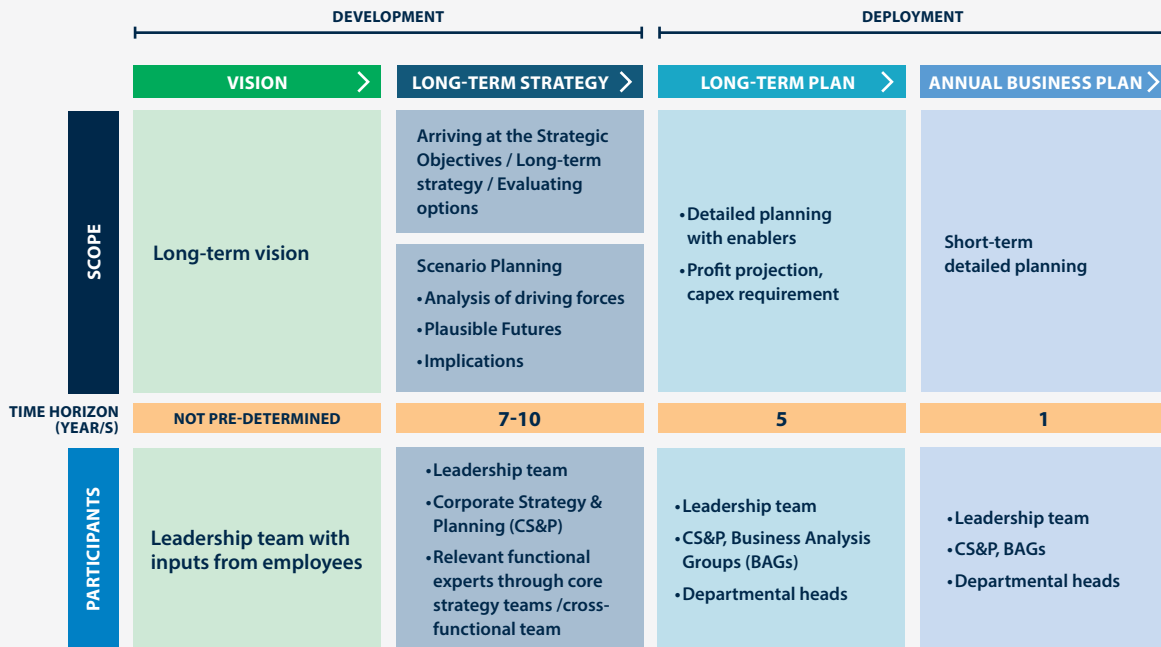 DEVELOPMENT
DEPLOYMENT
VISION
LONG-TERM STRATEGY
LONG-TERM PLAN
ANNUAL BUSINESS PLAN
SCOPE
Long-term vision
Arriving at the Strategic
Objectives / Long-term
strategy / Evaluating
options
Scenario Planning
•Analysis of driving forces
•Plausible Futures
•Implications
•Detailed planning
with enablers
•Profit projection,
capex requirement
Short-term
detailed planning
TIME HORIZON
(YEAR/S)
NOT PRE-DETERMINED
7-10
5
1
PARTICIPANTS
Leadership team with
inputs from employees
•Leadership team
•Corporate Strategy &
Planning (CS&P)
•Relevant functional
experts through core
strategy teams /cross-
functional team
•Leadership team
•CS&P, Business Analysis
Groups (BAGs)
•Departmental heads
•Leadership team
•CS&P, BAGs
•Departmental heads